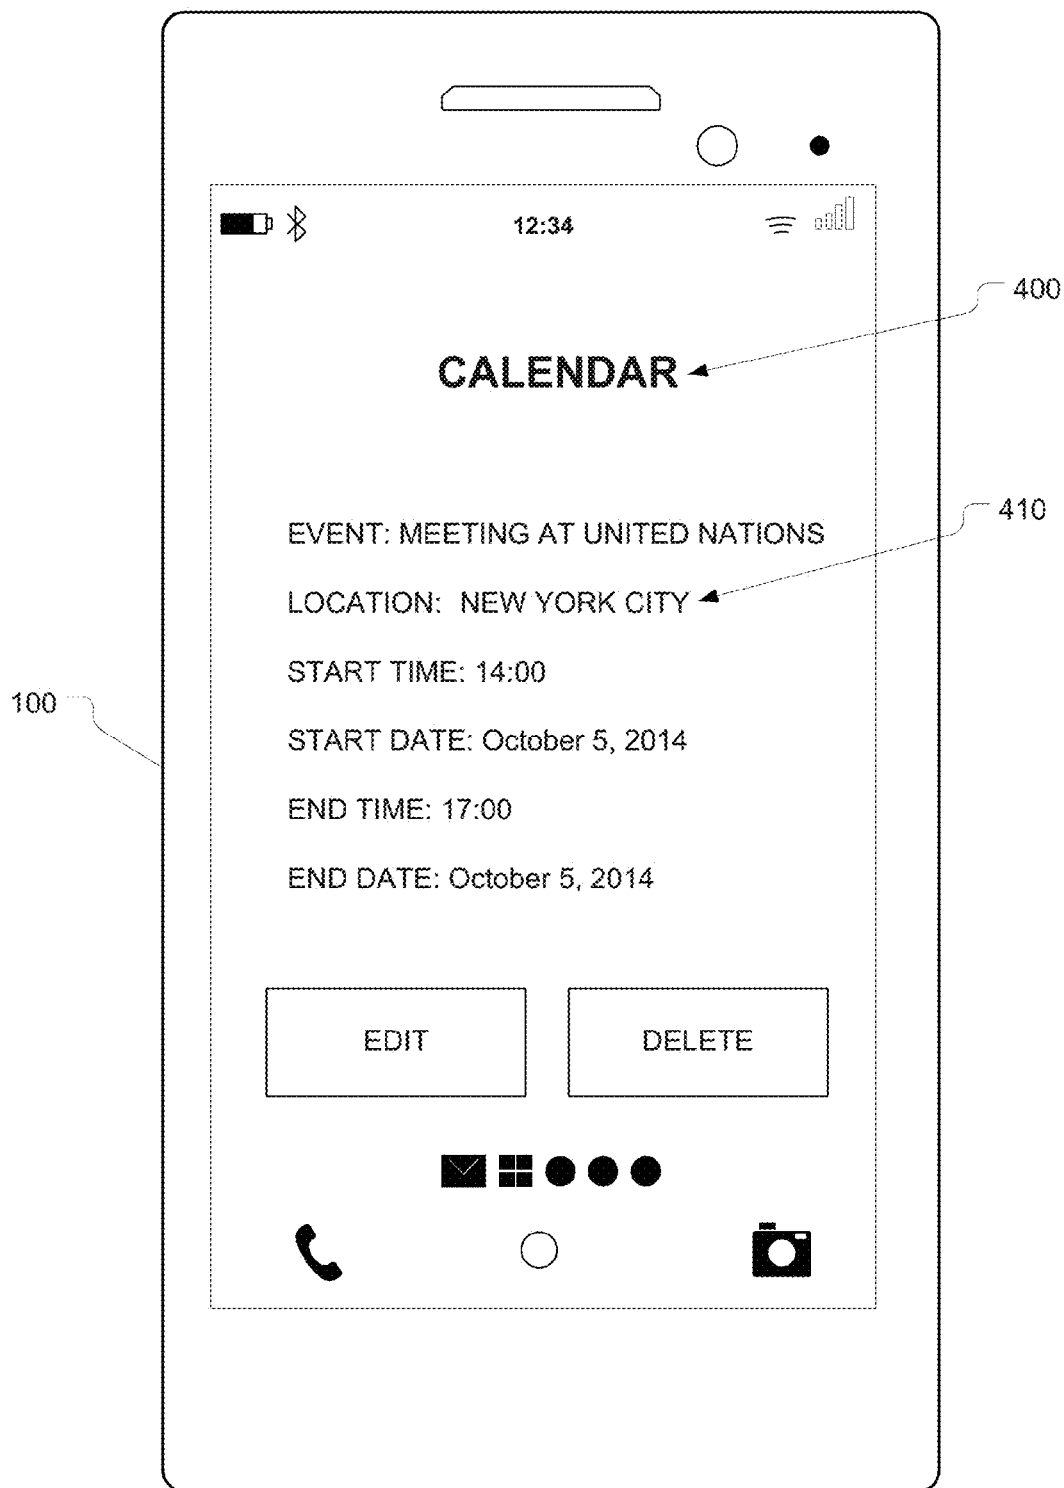 12:34
400
CALENDAR
410
EVENT: MEETING AT UNITED NATIONS
LOCATION: NEW YORK CITY
START TIME: 14:00
100
START DATE: October 5, 2014
END TIME: 17:00
END DATE: October 5, 2014
EDIT
DELETE